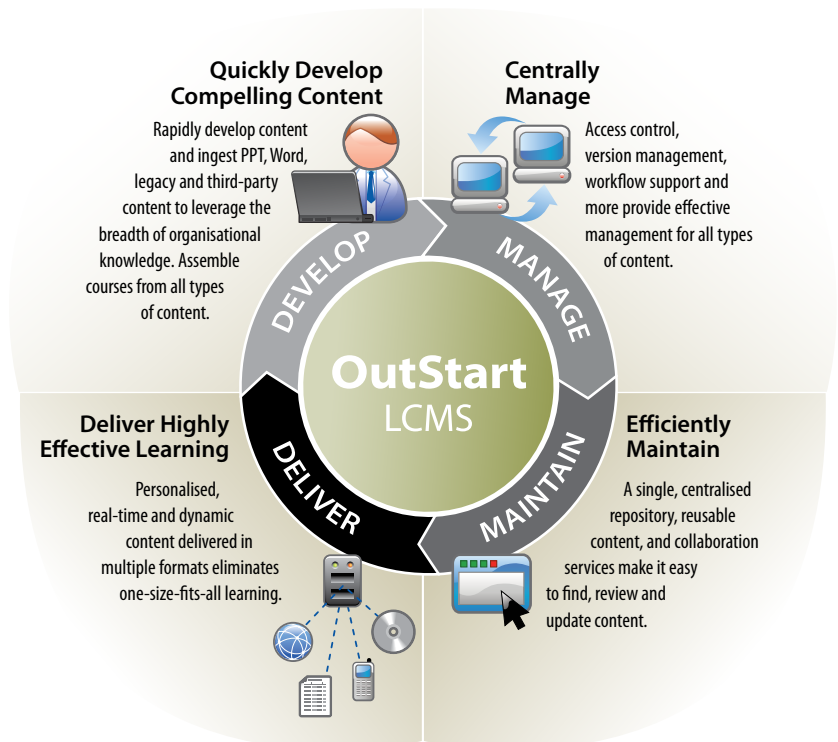 Quickly Develop
Compelling Content
Rapidly develop content
and ingest PPT, Word,
legacy and third-party
content to leverage the
breadth of organisational
knowledge. Assemble
courses from all types
of content.
Centrally
Manage
Access control,
version management,
workflow support and
more provide effective
management for all types
of content.
DEVELOP
MANAGE
OutStart
LCMS
DELIVER
MAINTAIN
Deliver Highly
Effective Learning
Personalised,
real-time and dynamic
content delivered in
multiple formats eliminates
one-size-fits-all learning.
Efficiently
Maintain
A single, centralised
repository, reusable
content, and collaboration
services make it easy
to find, review and
update content.